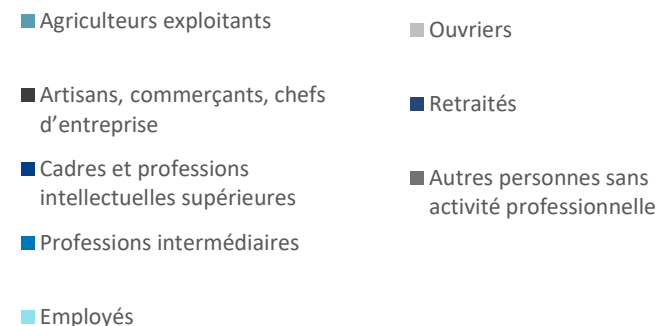 Agriculteurs exploitants
Artisans, commerçants, chefs
d’entreprise
Cadres et professions
intellectuelles supérieures
Professions intermédiaires
Employés
Ouvriers
Retraités
Autres personnes sans
activité professionnelle